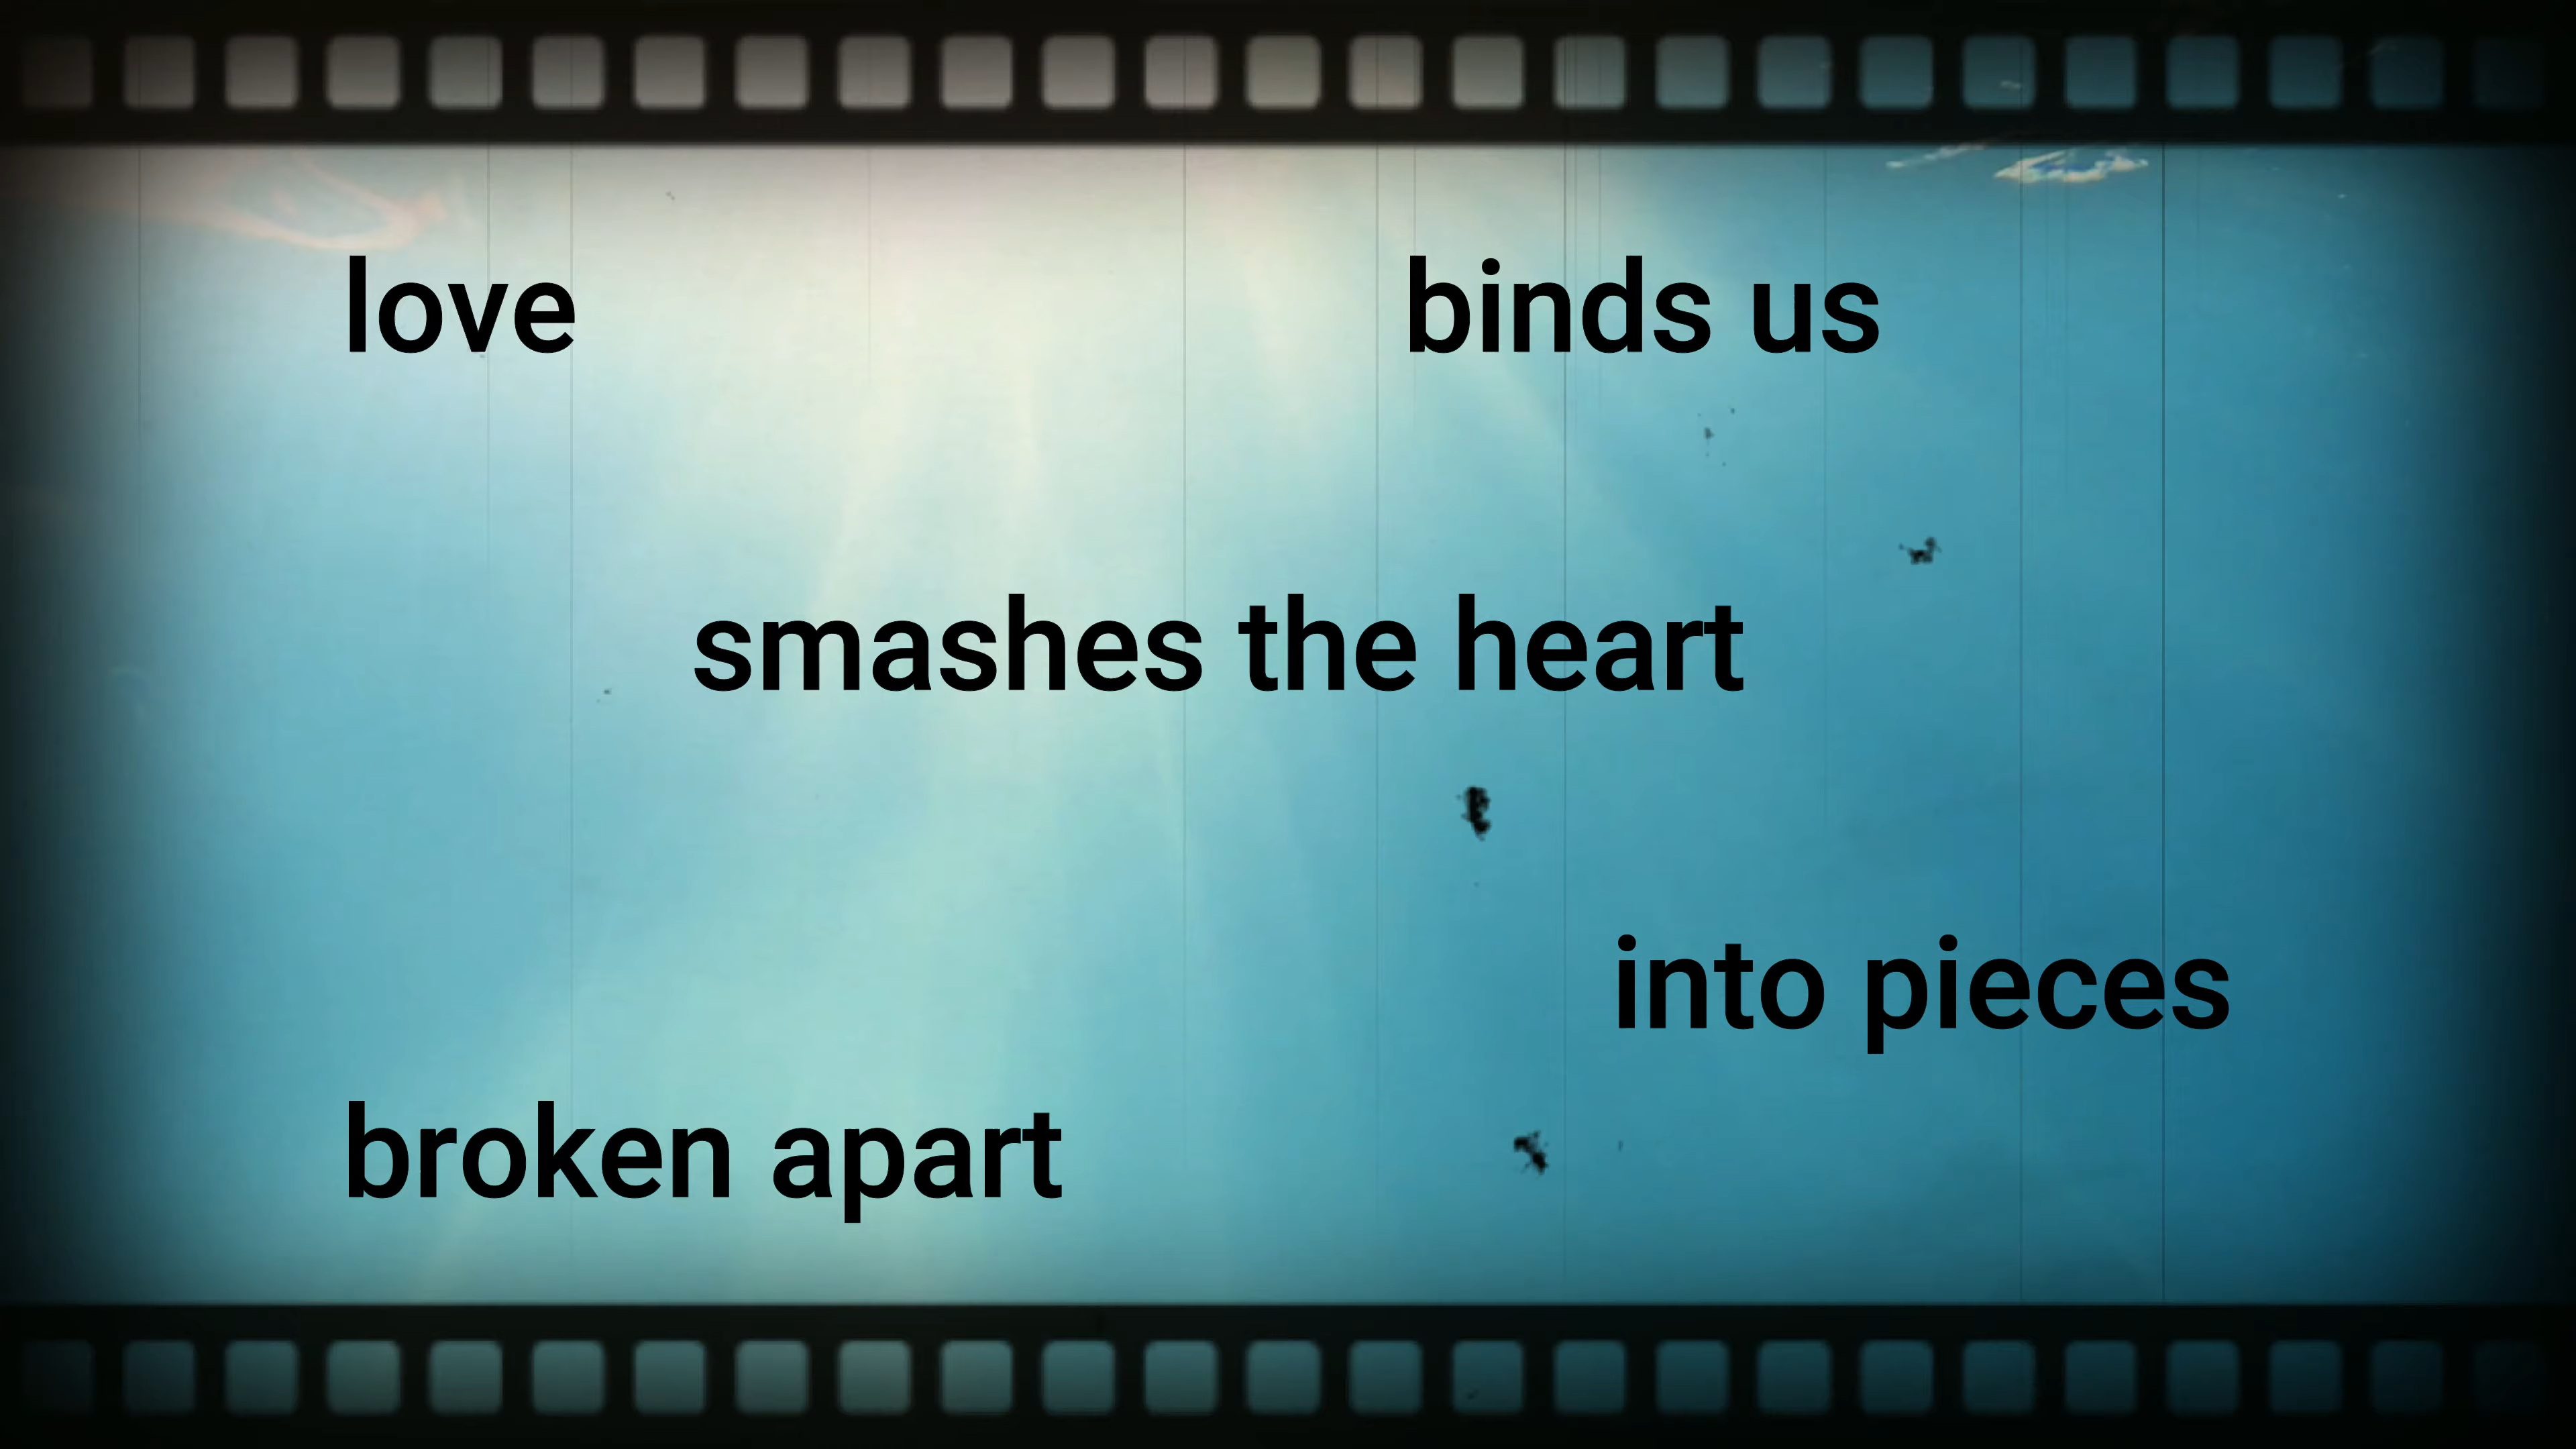 love binds us
smashes the heart
into pieces
broken apart